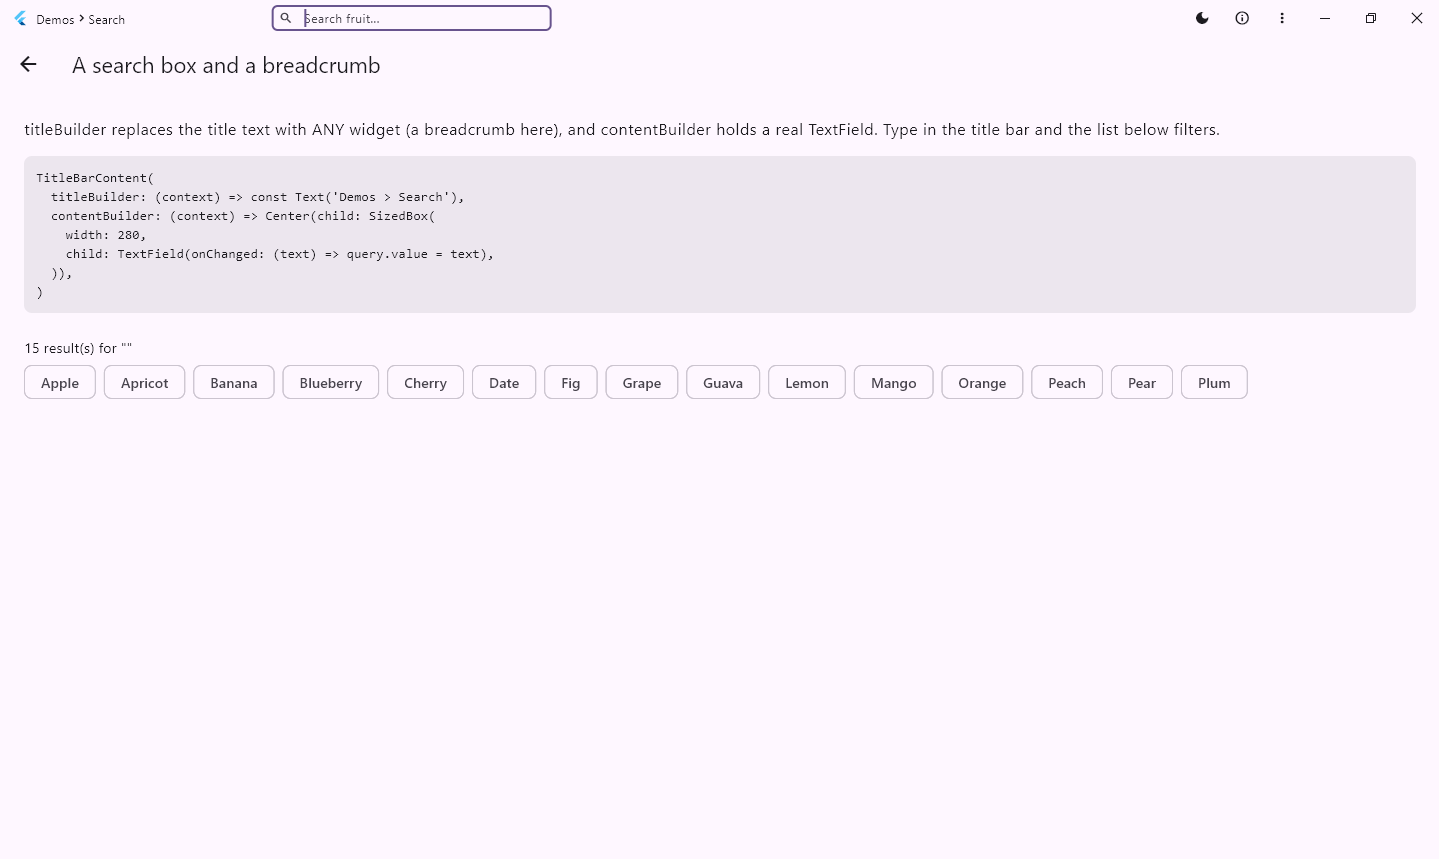 Demos > Search
Search fruit...
A search box and a breadcrumb
titleBuilder replaces the title text with ANY widget (a breadcrumb here), and contentBuilder holds a real TextField. Type in the title bar and the list below filters.
TitleBarContent(
  titleBuilder: (context) => const Text('Demos > Search'),
  contentBuilder: (context) => Center(child: SizedBox(
    width: 280,
    child: TextField(onChanged: (text) => query.value = text),
  )),
)
15 result(s) for ""
Apple Apricot Banana Blueberry Cherry Date Fig Grape Guava Lemon Mango Orange Peach Pear Plum